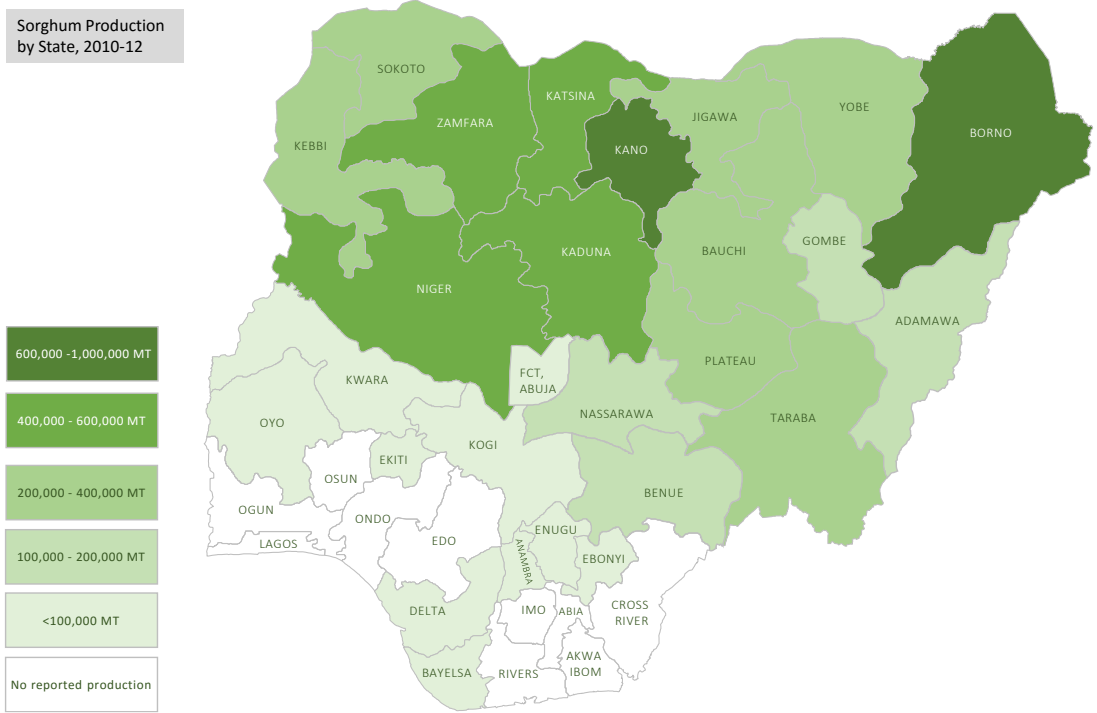 Sorghum Production
by State, 2010-12
SOKOTO
KATSINA
ZAMFARA
JIGAWA
YOBE
BORNO
KEBBI
KANO
GOMBE
BAUCHI
KADUNA
NIGER
ADAMAWA
600,000 -1,000,000 MT
PLATEAU
FCT,
ABUJA
KWARA
400,000 - 600,000 MT
NASSARAWA
TARABA
OYO
KOGI
EKITI
OSUN
200,000 - 400,000 MT
BENUE
OGUN
ONDO
ENUGU
EDO
LAGOS
100,000 - 200,000 MT
ANAMBRA
EBONYI
DELTA
IMO
ABIA
CROSS
RIVER
<100,000 MT
AKWA
IBOM
BAYELSA
RIVERS
No reported production